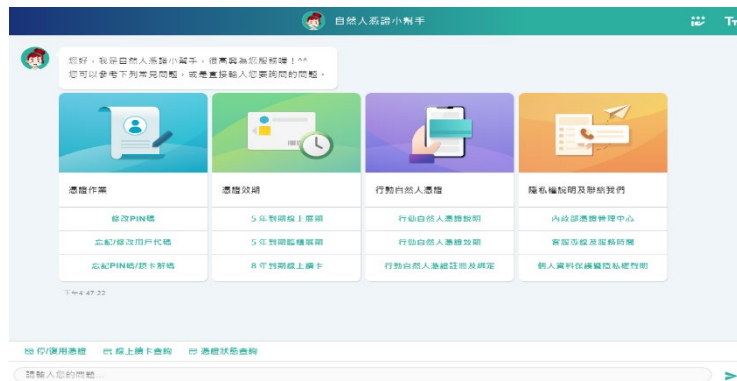 自然人憑證小幫手
您好，我是自然人憑證小幫手，很高興為您服務喔！^^
您可以參考下列常見問題，或是直接輸入您要詢問的問題。
憑證作業
修改PIN碼
忘記/修改用戶代碼
忘記PIN碼/鎖卡解碼
憑證效期
5年到期線上展期
5年到期臨櫃展期
8年到期線上續卡
行動自然人憑證
行動自然人憑證說明
行動自然人憑證效期
行動自然人憑證註冊及綁定
隱私權說明及聯絡我們
內政部憑證管理中心
客服專線及服務時間
個人資料保護暨隱私權聲明
下午4:47:22
停/復用憑證
線上續卡查詢
憑證狀態查詢
請輸入您的問題...